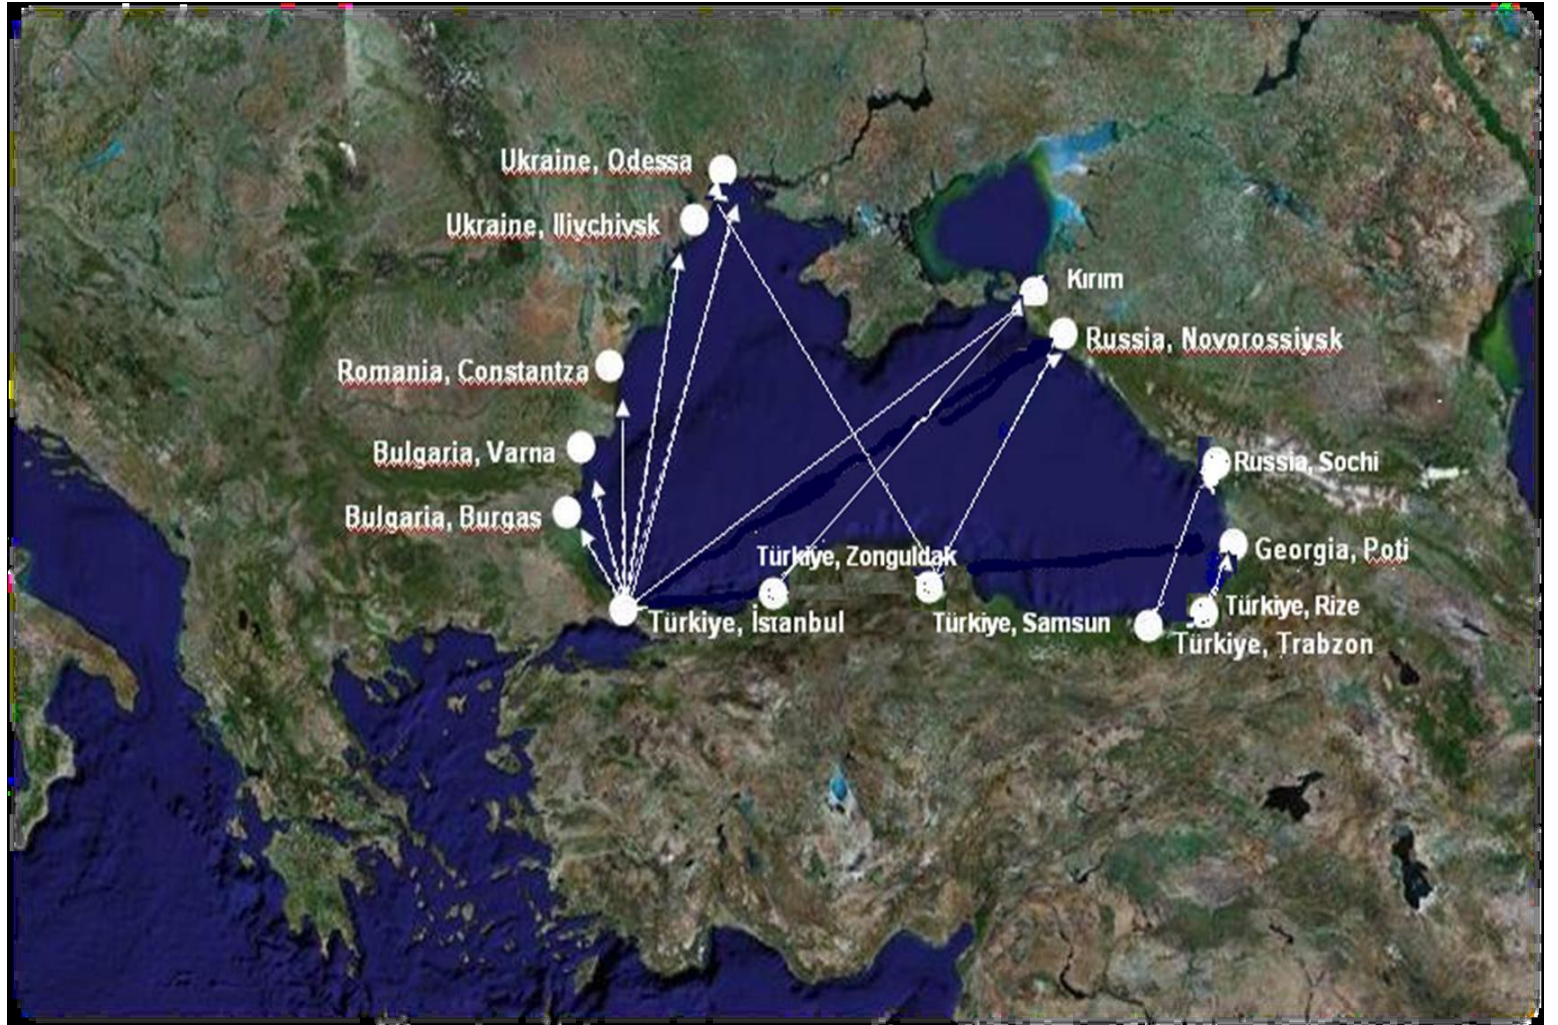 Ukraine, Odessa
Ukraine, Iliychivsk
Kırım
Russia, Novorossiysk
Romania, Constantza
Bulgaria, Varna
Russia, Sochi
Bulgaria, Burgas
Georgia, Poti
Türkiye, Zonguldak
Türkiye, Rize
Türkiye, İstanbul
Türkiye, Samsun
Türkiye, Trabzon